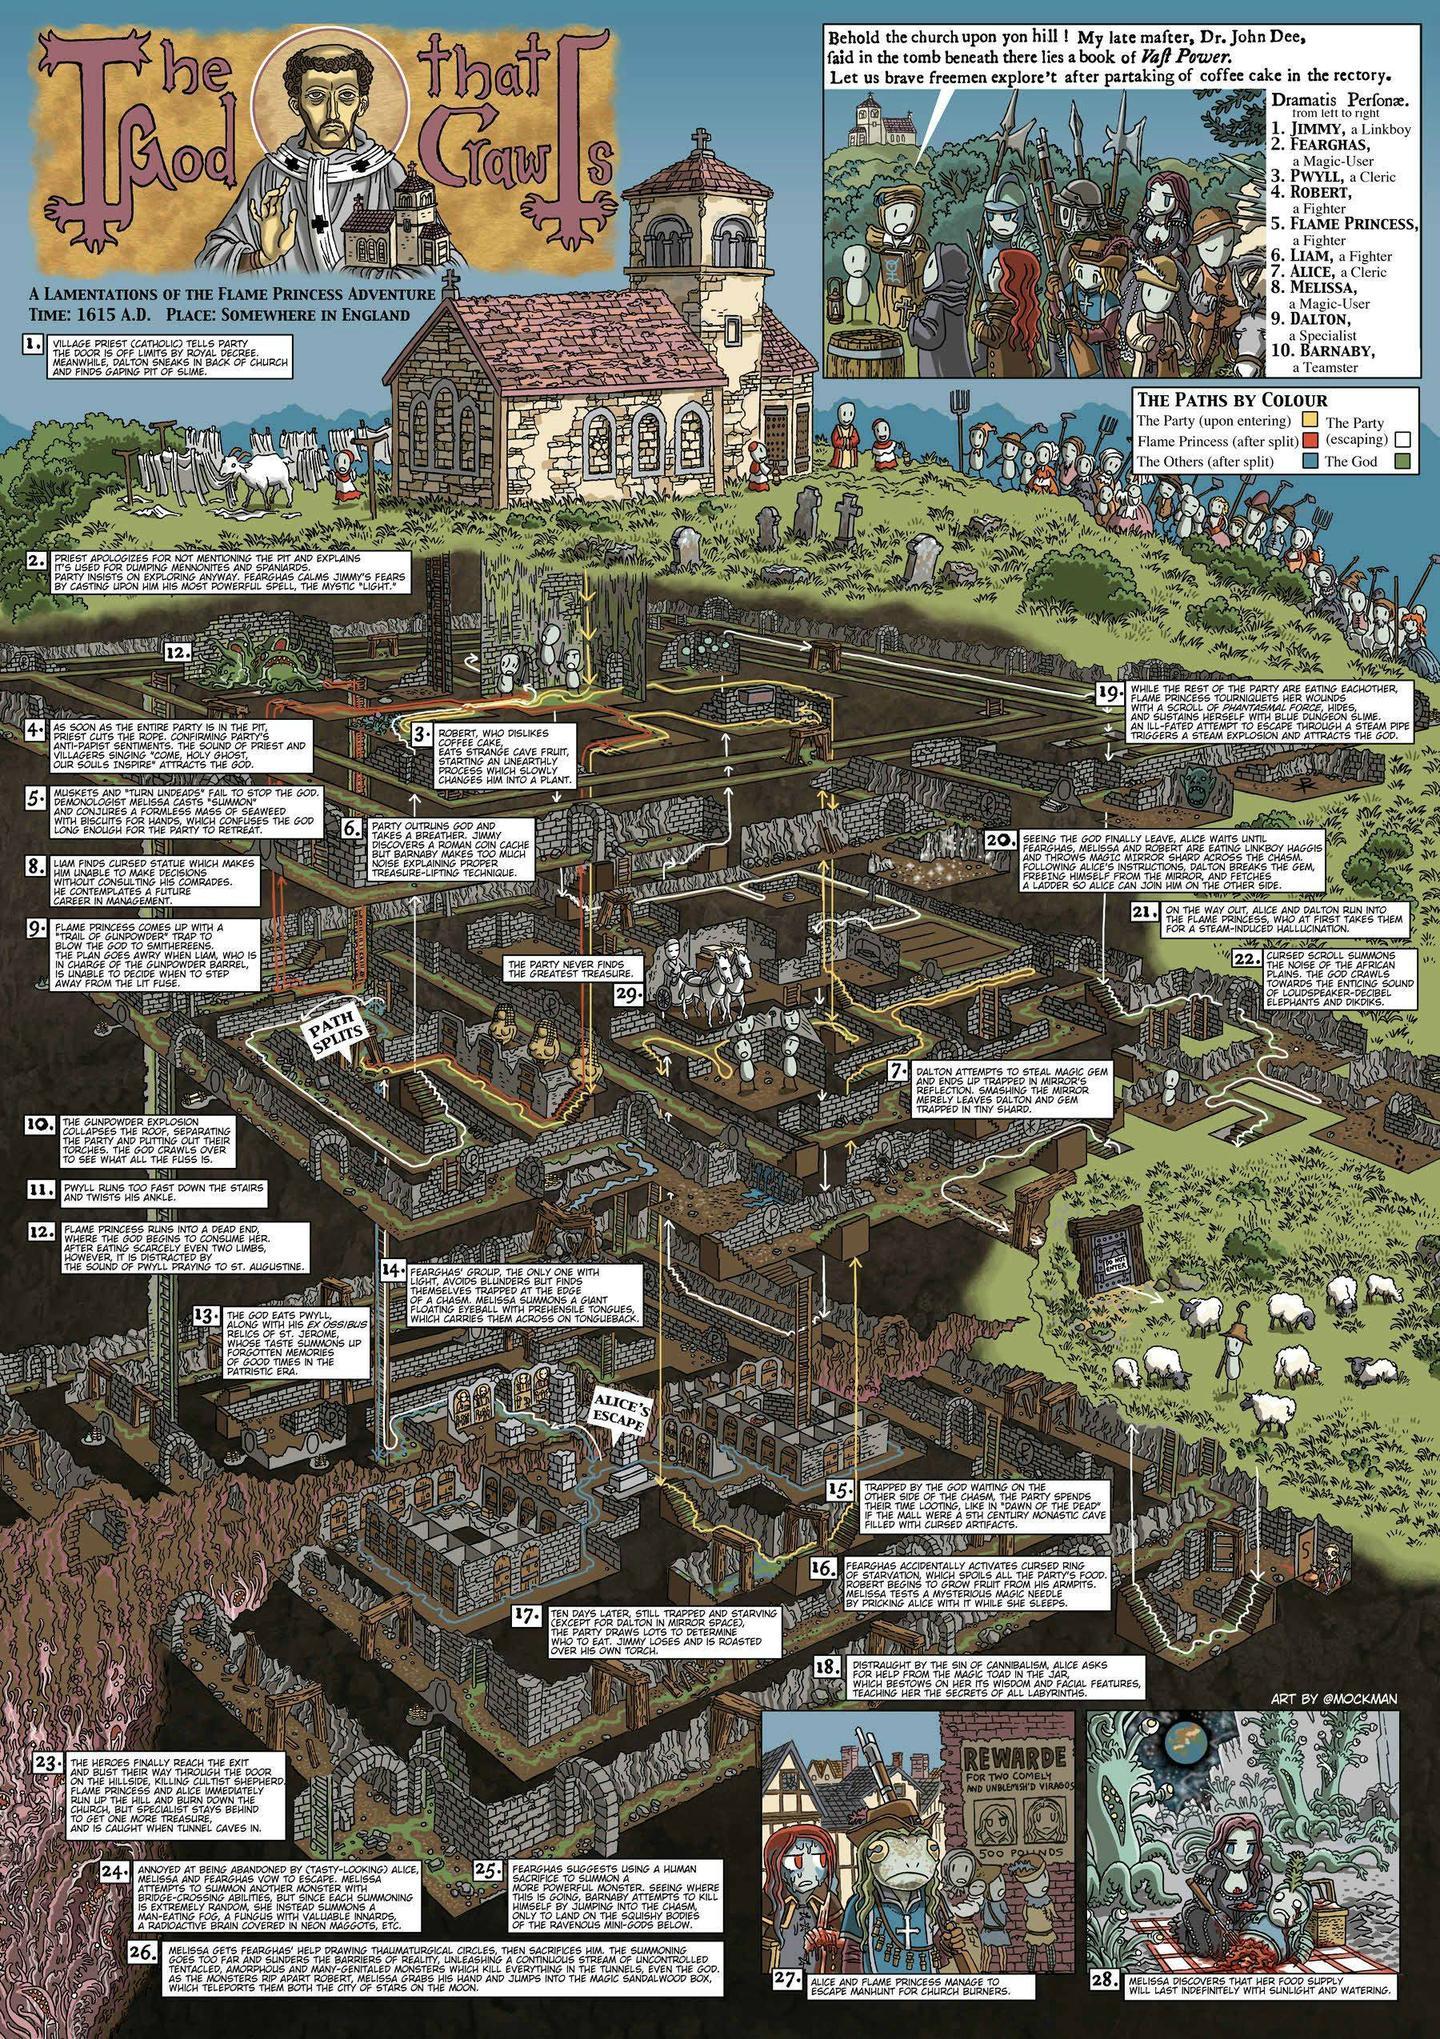 The God that Crawls
A Lamentations of the Flame Princess Adventure
Time: 1615 A.D. Place: Somewhere in England
Behold the church upon yon hill! My late maſter, Dr. John Dee,
ſaid in the tomb beneath there lies a book of Vaſt Power.
Let us brave freemen explore't after partaking of coffee cake in the rectory.
Dramatis Perſonæ.
from left to right
1. JIMMY, a Linkboy
2. FEARGHAS,
a Magic-User
3. PWYLL, a Cleric
4. ROBERT,
a Fighter
5. FLAME PRINCESS,
a Fighter
6. LIAM, a Fighter
7. ALICE, a Cleric
8. MELISSA,
a Magic-User
9. DALTON,
a Specialist
10. BARNABY,
a Teamster
THE PATHS BY COLOUR
The Party (upon entering)
Flame Princess (after split)
The Others (after split)
The Party
(escaping)
The God
1. VILLAGE PRIEST (CATHOLIC) TELLS PARTY
THE DOOR IS OFF LIMITS BY ROYAL DECREE.
MEANWHILE, DALTON SNEAKS IN BACK OF CHURCH
AND FINDS GAPING PIT OF SLIME.
2. PRIEST APOLOGIZES FOR NOT MENTIONING THE PIT AND EXPLAINS
IT'S USED FOR DUMPING MENNONITES AND SPANIARDS.
PARTY INSISTS ON EXPLORING ANYWAY. FEARGHAS CALMS JIMMY'S FEARS
BY CASTING UPON HIM HIS MOST POWERFUL SPELL, THE MYSTIC "LIGHT."
12.
3. ROBERT, WHO DISLIKES
COFFEE CAKE,
EATS STRANGE CAVE FRUIT,
STARTING AN UNEARTHLY
PROCESS WHICH SLOWLY
CHANGES HIM INTO A PLANT.
4. AS SOON AS THE ENTIRE PARTY IS IN THE PIT,
PRIEST CUTS THE ROPE. CONFIRMING PARTY'S
ANTI-PAPIST SENTIMENTS. THE SOUND OF PRIEST AND
VILLAGERS SINGING "COME, HOLY GHOST,
OUR SOULS INSPIRE" ATTRACTS THE GOD.
5. MUSKETS AND "TURN UNDEADS" FAIL TO STOP THE GOD.
DEMONOLOGIST MELISSA CASTS "SUMMON"
AND CONJURES A FORMLESS MASS OF SEAWEED
WITH BISCUITS FOR HANDS, WHICH CONFUSES THE GOD
LONG ENOUGH FOR THE PARTY TO RETREAT.
6. PARTY OUTRUNS GOD AND
TAKES A BREATHER. JIMMY
DISCOVERS A ROMAN COIN CACHE
BUT BARNABY MAKES TOO MUCH
NOISE EXPLAINING PROPER
TREASURE-LIFTING TECHNIQUE.
8. LIAM FINDS CURSED STATUE WHICH MAKES
HIM UNABLE TO MAKE DECISIONS
WITHOUT CONSULTING HIS COMRADES.
HE CONTEMPLATES A FUTURE
CAREER IN MANAGEMENT.
9. FLAME PRINCESS COMES UP WITH A
"TRAIL OF GUNPOWDER" TRAP TO
BLOW THE GOD TO SMITHEREENS.
THE PLAN GOES AWRY WHEN LIAM, WHO IS
IN CHARGE OF THE GUNPOWDER BARREL,
IS UNABLE TO DECIDE WHEN TO STEP
AWAY FROM THE LIT FUSE.
19. WHILE THE REST OF THE PARTY ARE EATING EACHOTHER,
FLAME PRINCESS TOURNIQUETS HER WOUNDS
WITH A SCROLL OF PHANTASMAL FORCE, HIDES,
AND SUSTAINS HERSELF WITH BLUE DUNGEON SLIME.
AN ILL-FATED ATTEMPT TO ESCAPE THROUGH A STEAM PIPE
TRIGGERS A STEAM EXPLOSION AND ATTRACTS THE GOD.
20. SEEING THE GOD FINALLY LEAVE, ALICE WAITS UNTIL
FEARGHAS, MELISSA AND ROBERT ARE EATING LINKBOY HAGGIS
AND THROWS MAGIC MIRROR SHARD ACROSS THE CHASM.
FOLLOWING ALICE'S INSTRUCTIONS, DALTON BREAKS THE GEM,
FREEING HIMSELF FROM THE MIRROR, AND FETCHES
A LADDER SO ALICE CAN JOIN HIM ON THE OTHER SIDE.
21. ON THE WAY OUT, ALICE AND DALTON RUN INTO
THE FLAME PRINCESS, WHO AT FIRST TAKES THEM
FOR A STEAM-INDUCED HALLUCINATION.
22. CURSED SCROLL SUMMONS
THE NOISE OF THE AFRICAN
PLAINS. THE GOD CRAWLS
TOWARDS THE ENTICING SOUND
OF LOUDSPEAKER-DECIBEL
ELEPHANTS AND DIKDIKS.
THE PARTY NEVER FINDS
THE GREATEST TREASURE.
29.
PATH
SPLITS
7. DALTON ATTEMPTS TO STEAL MAGIC GEM
AND ENDS UP TRAPPED IN MIRROR'S
REFLECTION. SMASHING THE MIRROR
MERELY LEAVES DALTON AND GEM
TRAPPED IN TINY SHARD.
10. THE GUNPOWDER EXPLOSION
COLLAPSES THE ROOF, SEPARATING
THE PARTY AND PUTTING OUT THEIR
TORCHES. THE GOD CRAWLS OVER
TO SEE WHAT ALL THE FUSS IS.
11. PWYLL RUNS TOO FAST DOWN THE STAIRS
AND TWISTS HIS ANKLE.
12. FLAME PRINCESS RUNS INTO A DEAD END,
WHERE THE GOD BEGINS TO CONSUME HER.
AFTER EATING SCARCELY EVEN TWO LIMBS,
HOWEVER, IT IS DISTRACTED BY
THE SOUND OF PWYLL PRAYING TO ST. AUGUSTINE.
13. THE GOD EATS PWYLL,
ALONG WITH HIS EX OSSIBUS
RELICS OF ST. JEROME,
WHOSE TASTE SUMMONS UP
FORGOTTEN MEMORIES
OF GOOD TIMES IN THE
PATRISTIC ERA.
14. FEARGHAS' GROUP, THE ONLY ONE WITH
LIGHT, AVOIDS BLUNDERS BUT FINDS
THEMSELVES TRAPPED AT THE EDGE
OF A CHASM. MELISSA SUMMONS A GIANT
FLOATING EYEBALL WITH PREHENSILE TONGUES,
WHICH CARRIES THEM ACROSS ON TONGUEBACK.
DO NOT
ENTER
ALICE'S
ESCAPE
15. TRAPPED BY THE GOD WAITING ON THE
OTHER SIDE OF THE CHASM, THE PARTY SPENDS
THEIR TIME LOOTING, LIKE IN "DAWN OF THE DEAD"
IF THE MALL WERE A 5TH CENTURY MONASTIC CAVE
FILLED WITH CURSED ARTIFACTS.
S
16. FEARGHAS ACCIDENTALLY ACTIVATES CURSED RING
OF STARVATION, WHICH SPOILS ALL THE PARTY'S FOOD.
ROBERT BEGINS TO GROW FRUIT FROM HIS ARMPITS.
MELISSA TESTS A MYSTERIOUS MAGIC NEEDLE
BY PRICKING ALICE WITH IT WHILE SHE SLEEPS.
17. TEN DAYS LATER, STILL TRAPPED AND STARVING
(EXCEPT FOR DALTON IN MIRROR SPACE),
THE PARTY DRAWS LOTS TO DETERMINE
WHO TO EAT. JIMMY LOSES AND IS ROASTED
OVER HIS OWN TORCH.
18. DISTRAUGHT BY THE SIN OF CANNIBALISM, ALICE ASKS
FOR HELP FROM THE MAGIC TOAD IN THE JAR,
WHICH BESTOWS ON HER ITS WISDOM AND FACIAL FEATURES,
TEACHING HER THE SECRETS OF ALL LABYRINTHS.
ART BY @MOCKMAN
23. THE HEROES FINALLY REACH THE EXIT
AND BUST THEIR WAY THROUGH THE DOOR
ON THE HILLSIDE, KILLING CULTIST SHEPHERD.
FLAME PRINCESS AND ALICE IMMEDIATELY
RUN UP THE HILL AND BURN DOWN THE
CHURCH, BUT SPECIALIST STAYS BEHIND
TO GET ONE MORE TREASURE,
AND IS CAUGHT WHEN TUNNEL CAVES IN.
24. ANNOYED AT BEING ABANDONED BY (TASTY-LOOKING) ALICE,
MELISSA AND FEARGHAS VOW TO ESCAPE. MELISSA
ATTEMPTS TO SUMMON ANOTHER MONSTER WITH
BRIDGE-CROSSING ABILITIES, BUT SINCE EACH SUMMONING
IS EXTREMELY RANDOM, SHE INSTEAD SUMMONS A
MAN-EATING FOG, A FUNGUS WITH VALUABLE INNARDS,
A RADIOACTIVE BRAIN COVERED IN NEON MAGGOTS, ETC.
25. FEARGHAS SUGGESTS USING A HUMAN
SACRIFICE TO SUMMON A
MORE POWERFUL MONSTER. SEEING WHERE
THIS IS GOING, BARNABY ATTEMPTS TO KILL
HIMSELF BY JUMPING INTO THE CHASM,
ONLY TO LAND ON THE SQUISHY BODIES
OF THE RAVENOUS MINI-GODS BELOW.
26. MELISSA GETS FEARGHAS' HELP DRAWING THAUMATURGICAL CIRCLES, THEN SACRIFICES HIM. THE SUMMONING
GOES TOO FAR AND SUNDERS THE BARRIERS OF REALITY, UNLEASHING A CONTINUOUS STREAM OF UNCONTROLLED
TENTACLED, AMORPHOUS AND MANY-GENITALED MONSTERS WHICH KILL EVERYTHING IN THE TUNNELS, EVEN THE GOD.
AS THE MONSTERS RIP APART ROBERT, MELISSA GRABS HIS HAND AND JUMPS INTO THE MAGIC SANDALWOOD BOX,
WHICH TELEPORTS THEM BOTH THE CITY OF STARS ON THE MOON.
REWARDE
FOR TWO COMELY
AND UNBLEMISH'D VIRAGOS
500 POUNDS
27. ALICE AND FLAME PRINCESS MANAGE TO
ESCAPE MANHUNT FOR CHURCH BURNERS.
28. MELISSA DISCOVERS THAT HER FOOD SUPPLY
WILL LAST INDEFINITELY WITH SUNLIGHT AND WATERING.